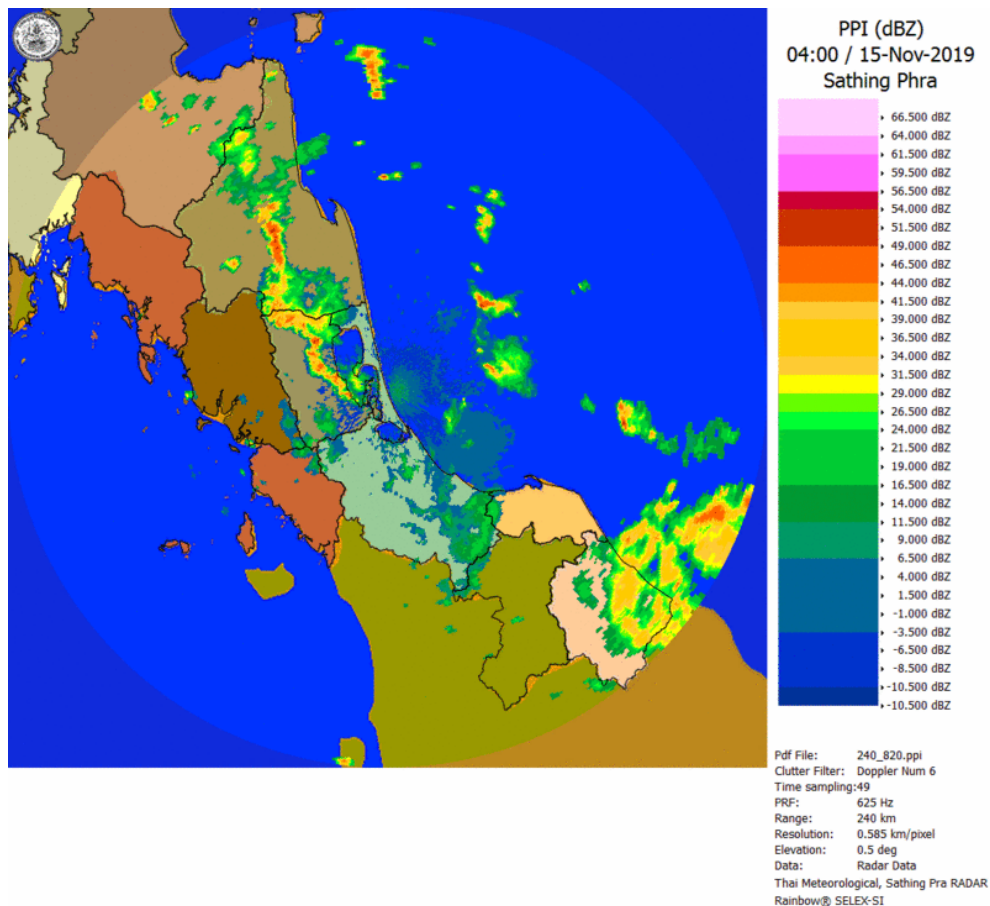 PPI (dBZ)
04:00 / 15-Nov-2019
Sathing Phra
66.500 dBZ
64.000 dBZ
61.500 dBZ
59.500 dBZ
56.500 dBZ
54.000 dBZ
51.500 dBZ
49.000 dBZ
46.500 dBZ
44.000 dBZ
41.500 dBZ
39.000 dBZ
36.500 dBZ
34.000 dBZ
31.500 dBZ
29.000 dBZ
26.500 dBZ
24.000 dBZ
21.500 dBZ
19.000 dBZ
16.500 dBZ
14.000 dBZ
11.500 dBZ
9.000 dBZ
6.500 dBZ
4.000 dBZ
1.500 dBZ
-1.000 dBZ
-3.500 dBZ
-6.500 dBZ
-8.500 dBZ
-10.500 dBZ
-10.500 dBZ
Pdf File: 240_820.ppi
Clutter Filter: Doppler Num 6
Time sampling:49
PRF: 625 Hz
Range: 240 km
Resolution: 0.585 km/pixel
Elevation: 0.5 deg
Data: Radar Data
Thai Meteorological, Sathing Pra RADAR
Rainbow® SELEX-SI